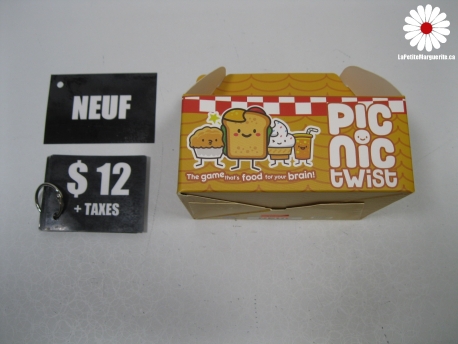 LaPetiteMarguerite.ca
NEUF
$ 12
+ TAXES
PIC
NIC
twist
The game that's food for your brain!